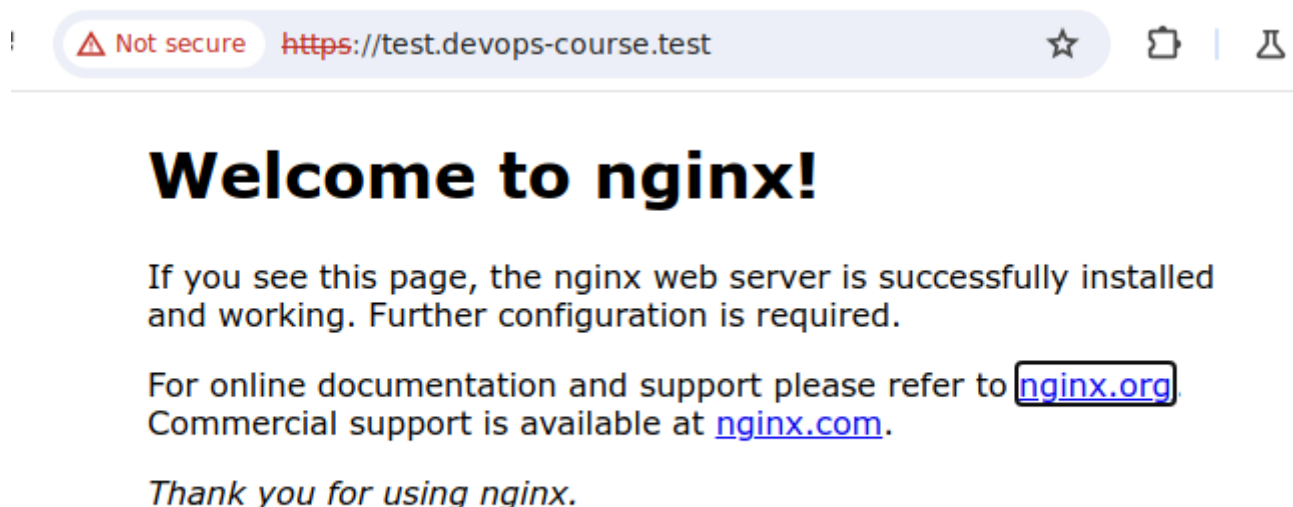 Not secure https://test.devops-course.test
Welcome to nginx!
If you see this page, the nginx web server is successfully installed
and working. Further configuration is required.
For online documentation and support please refer to nginx.org.
Commercial support is available at nginx.com.
Thank you for using nginx.